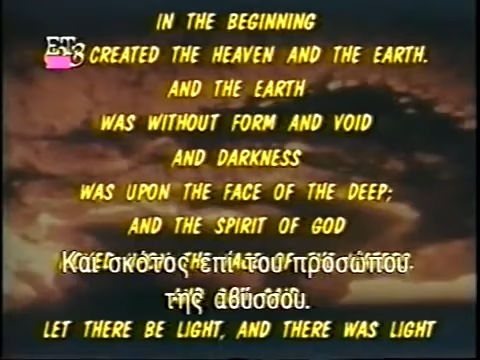 IN THE BEGINNING
ET3 CREATED THE HEAVEN AND THE EARTH.
AND THE EARTH
WAS WITHOUT FORM AND VOID
AND DARKNESS
WAS UPON THE FACE OF THE DEEP;
AND THE SPIRIT OF GOD
Και σκότος επί του προσώπου
της αβύσσου.
LET THERE BE LIGHT, AND THERE WAS LIGHT